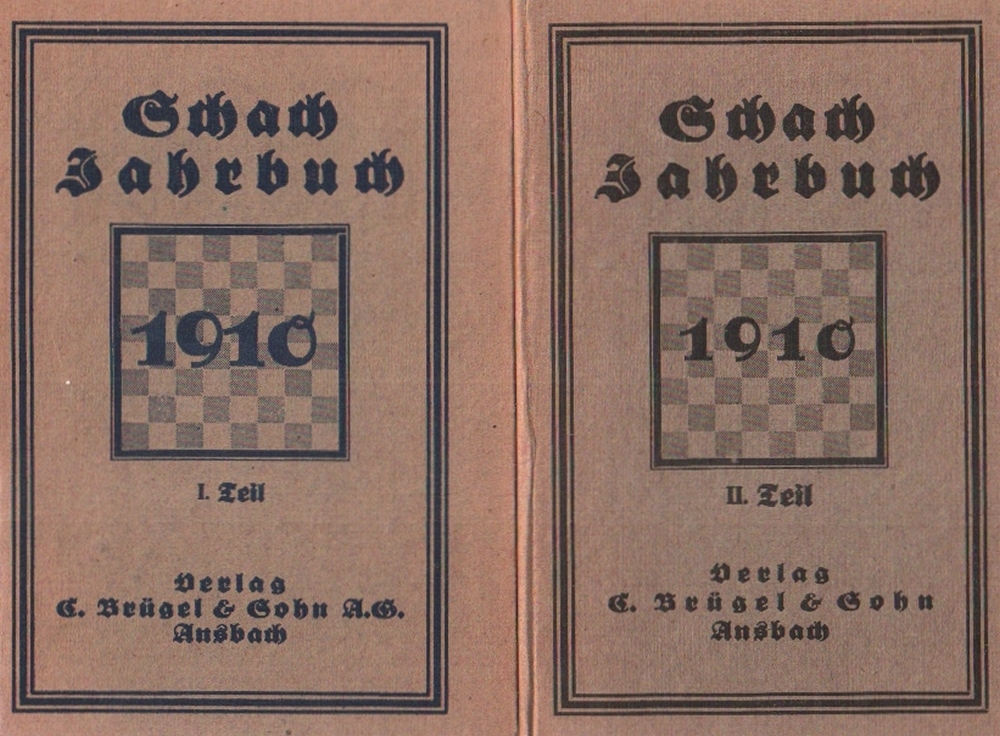 Schach
Jahrbuch
1910
I. Teil
Verlag
C. Brügel & Sohn A.G.
Ansbach
Schach
Jahrbuch
1910
II. Teil
Verlag
C. Brügel & Sohn
Ansbach